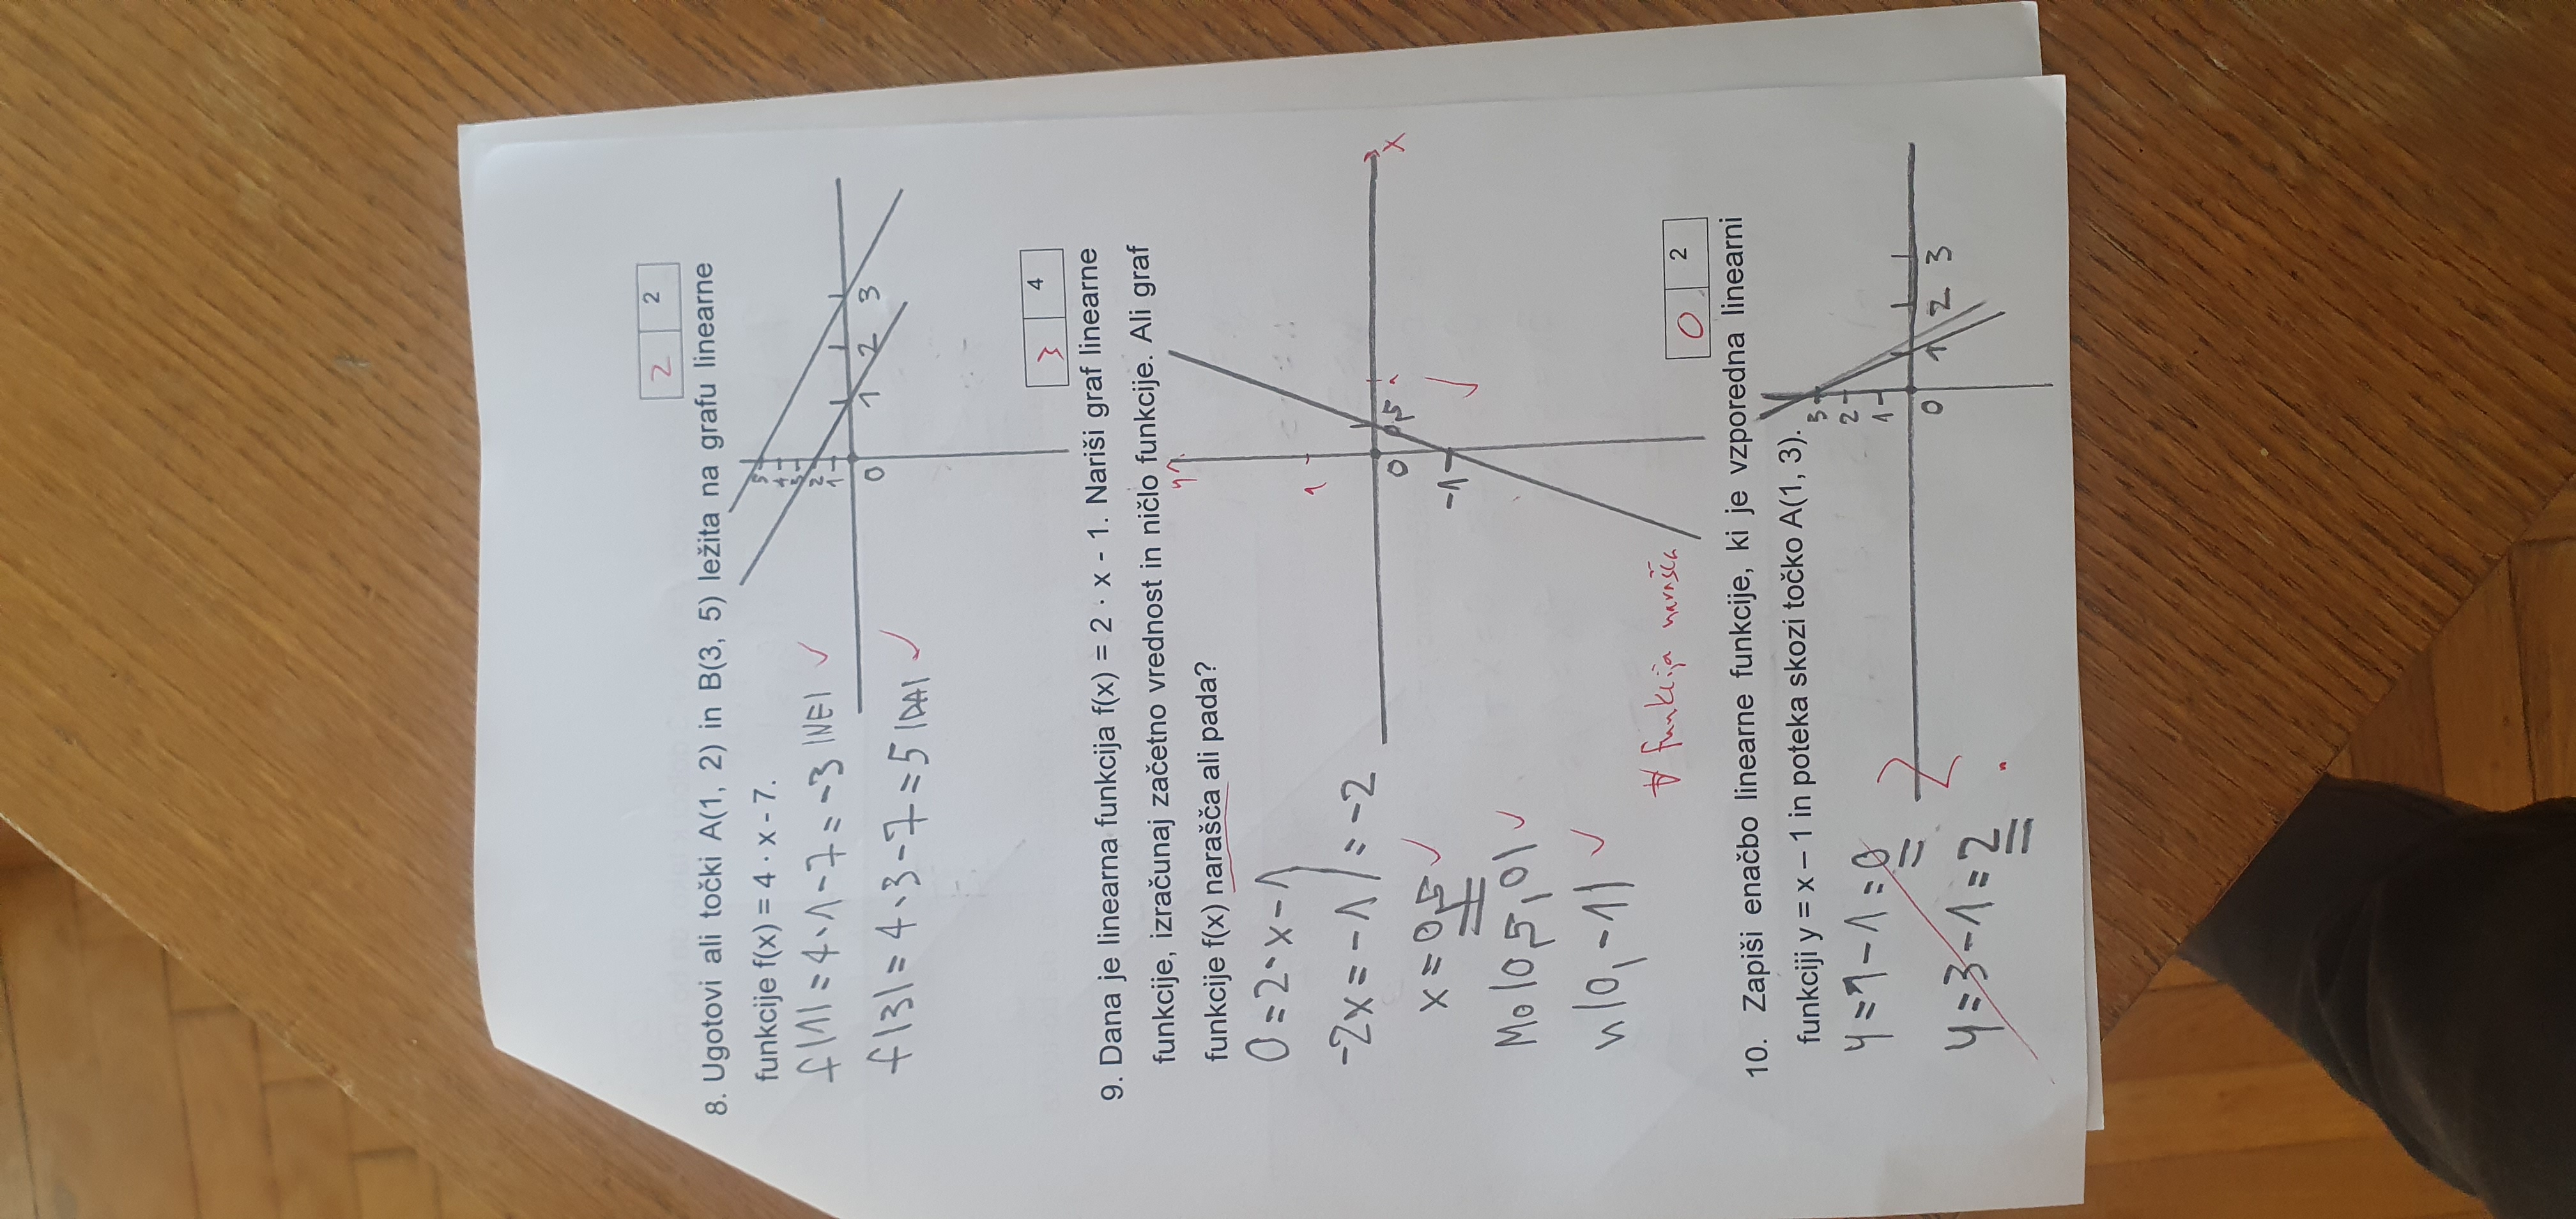 2 2
8. Ugotovi ali točki A(1, 2) in B(3, 5) ležita na grafu linearne
funkcije f(x) = 4 · x - 7.
f(1) = 4·1-7 = -3 (NE)
f(3) = 4·3-7 = 5 (DA)
5
4
3
2
1
0 1 2 3
3 4
9. Dana je linearna funkcija f(x) = 2 · x - 1. Nariši graf linearne
funkcije, izračunaj začetno vrednost in ničlo funkcije. Ali graf
funkcije f(x) narašča ali pada?
0 = 2·x-1
-2x = -1 / : -2
x = 0,5
Mo(0,5, 0)
n(0, -1)
y
1
0 0,5 1 x
-1
funkcija narašča
0 2
10. Zapiši enačbo linearne funkcije, ki je vzporedna linearni
funkciji y = x – 1 in poteka skozi točko A(1, 3).
y = 1-1 = 0
y = 3-1 = 2
?
3
2
1
0 1 2 3